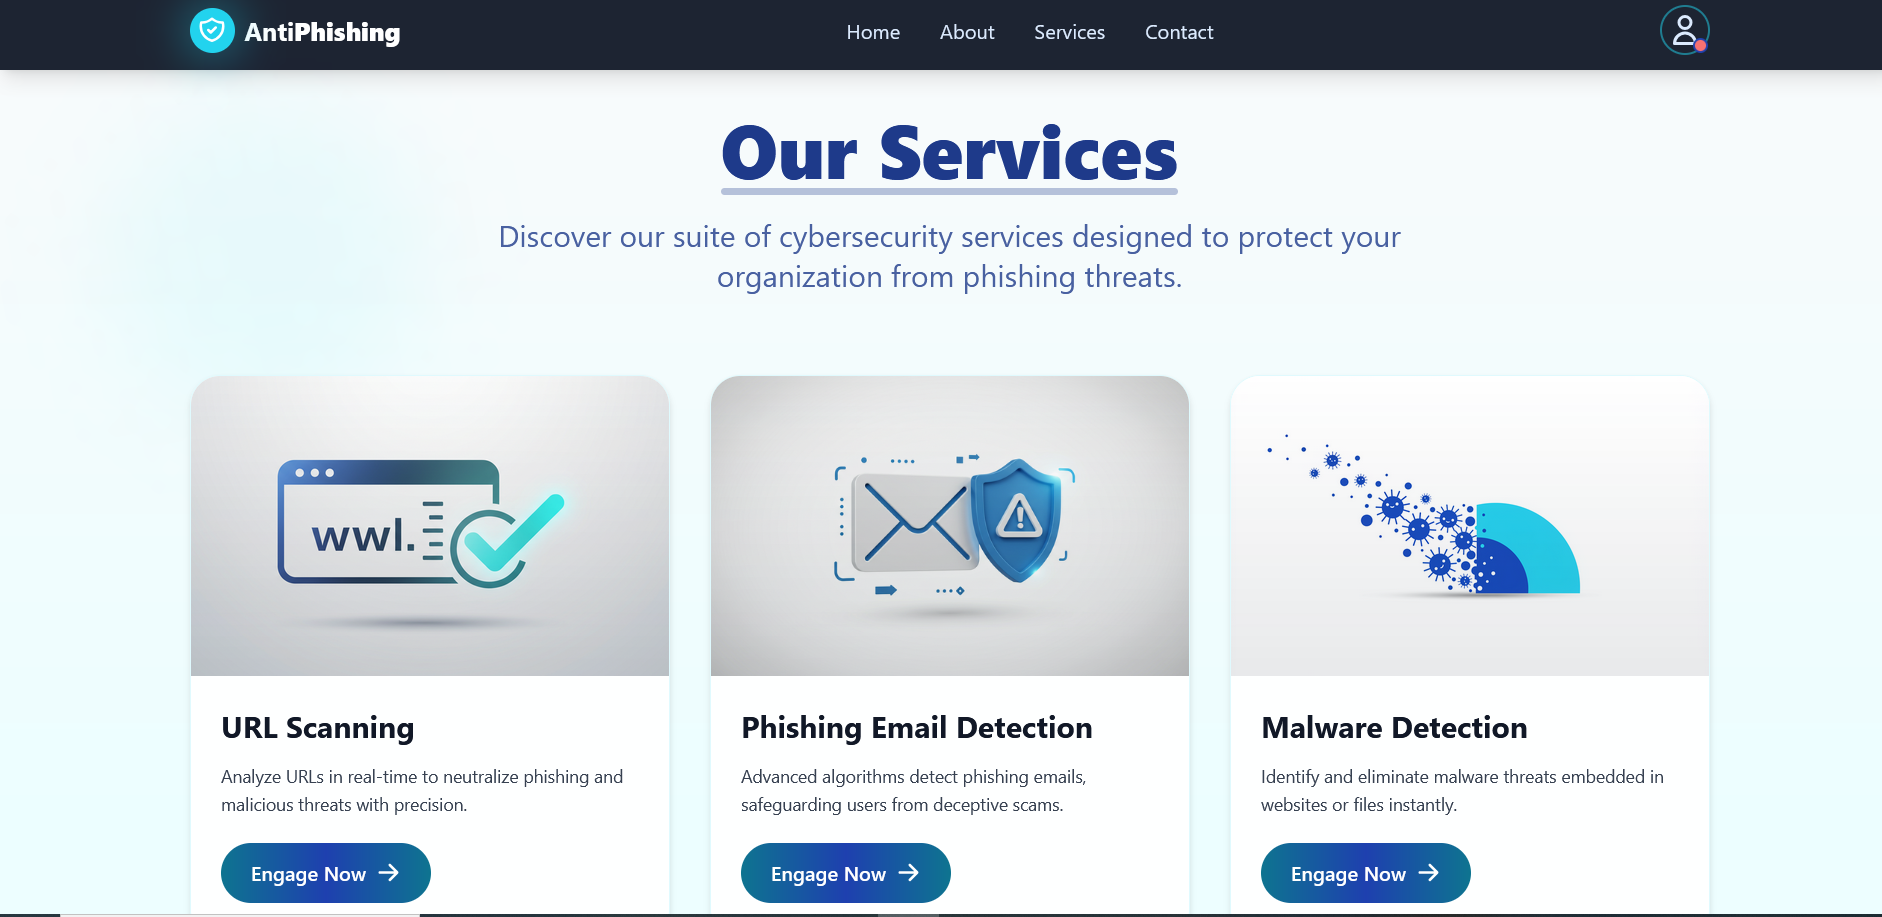 AntiPhishing
Home About Services Contact
Our Services
Discover our suite of cybersecurity services designed to protect your
organization from phishing threats.
wwl.
URL Scanning
Analyze URLs in real-time to neutralize phishing and
malicious threats with precision.
Engage Now
Phishing Email Detection
Advanced algorithms detect phishing emails,
safeguarding users from deceptive scams.
Engage Now
Malware Detection
Identify and eliminate malware threats embedded in
websites or files instantly.
Engage Now